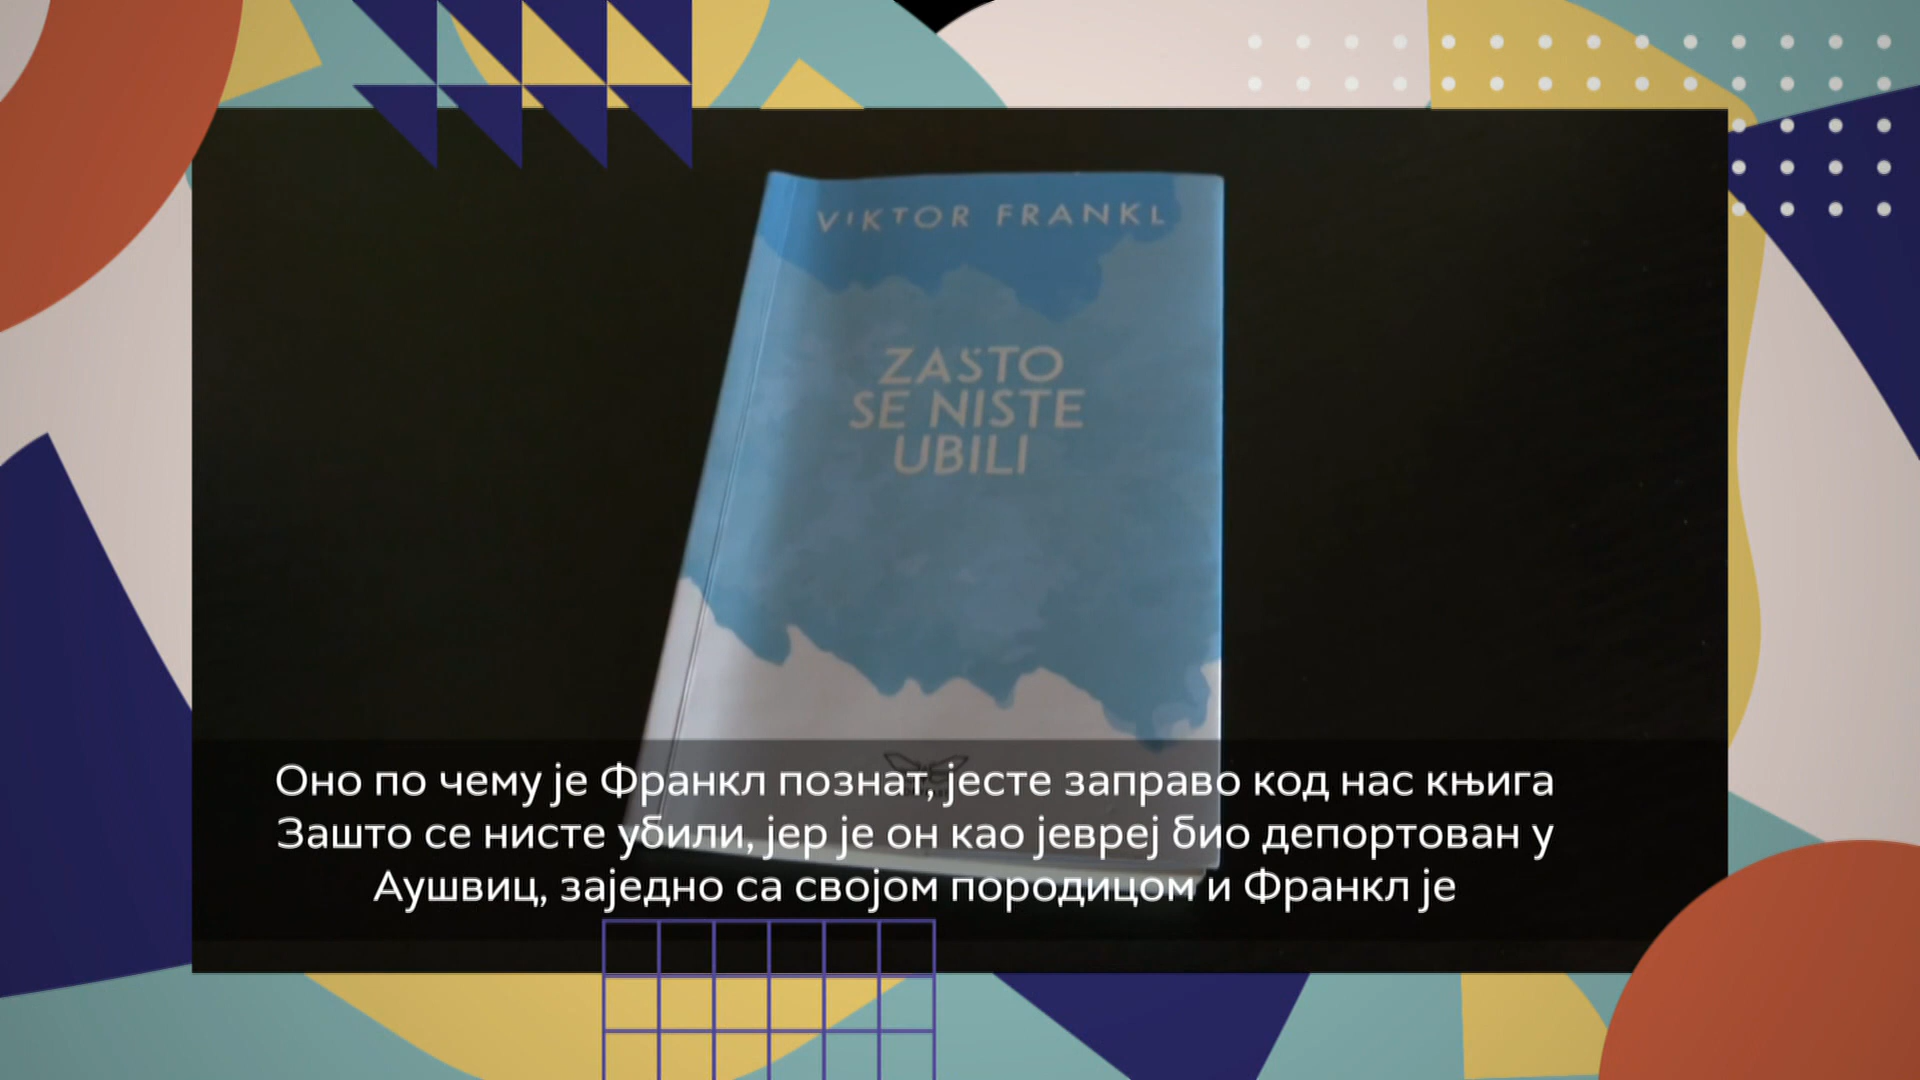 VIKTOR FRANKL
ZAŠTO
SE NISTE
UBILI
Оно по чему је Франкл познат, јесте заправо код нас књига
Зашто се нисте убили, јер је он као јевреј био депортован у
Аушвиц, заједно са својом породицом и Франкл је